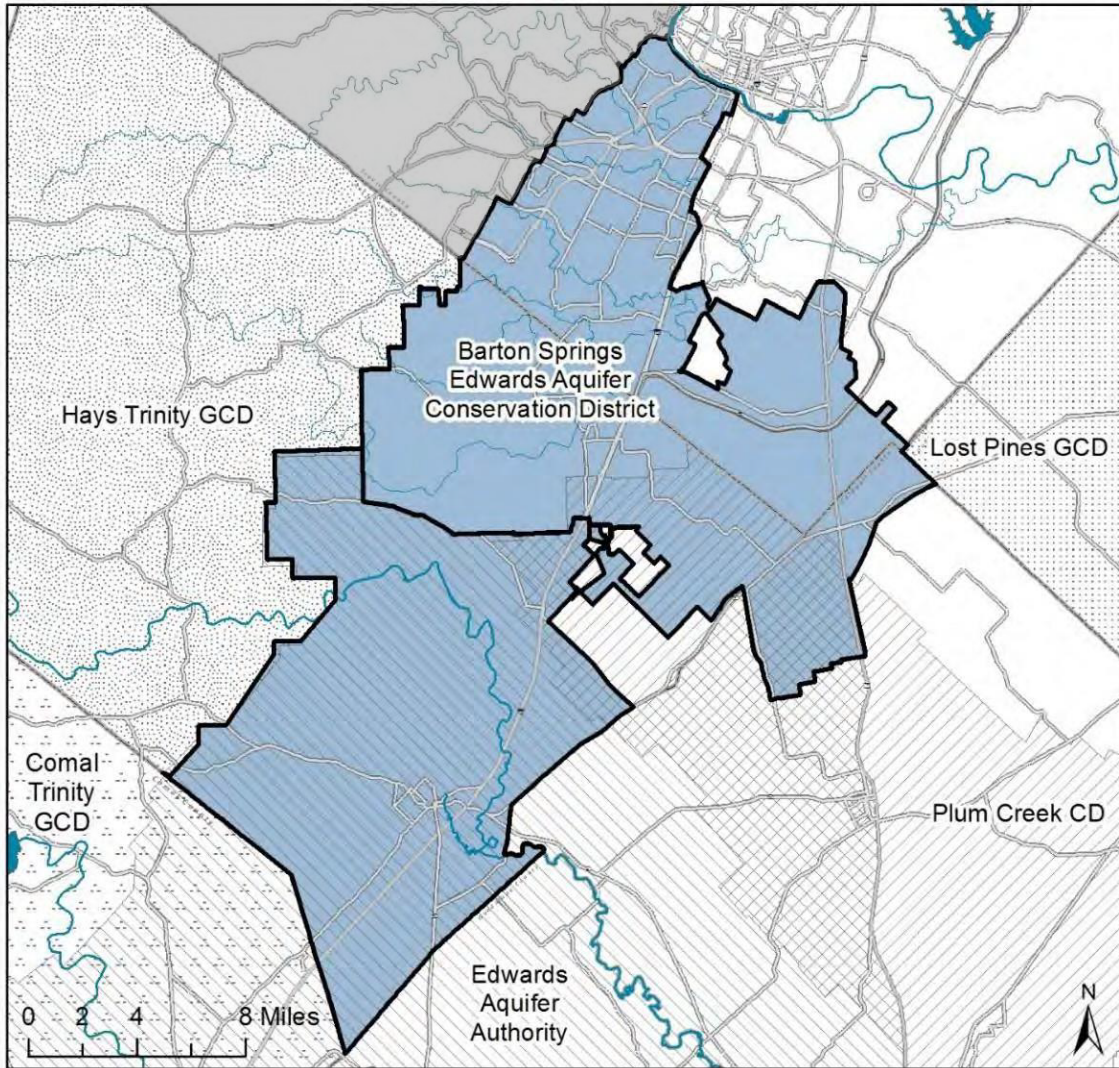 Barton Springs
Edwards Aquifer
Conservation District
Hays Trinity GCD
Lost Pines GCD
Comal
Trinity
GCD
Plum Creek CD
Edwards
Aquifer
Authority
0 2 4 8 Miles
N